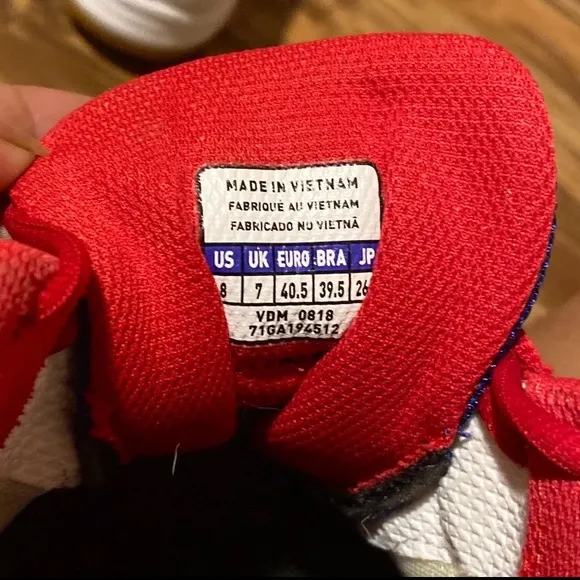 MADE IN VIETNAM
FABRIQUÉ AU VIETNAM
FABRICADO NO VIETNÃ
US UK EURO BRA JP
8 7 40.5 39.5 26
VDM 0818
71GA194512